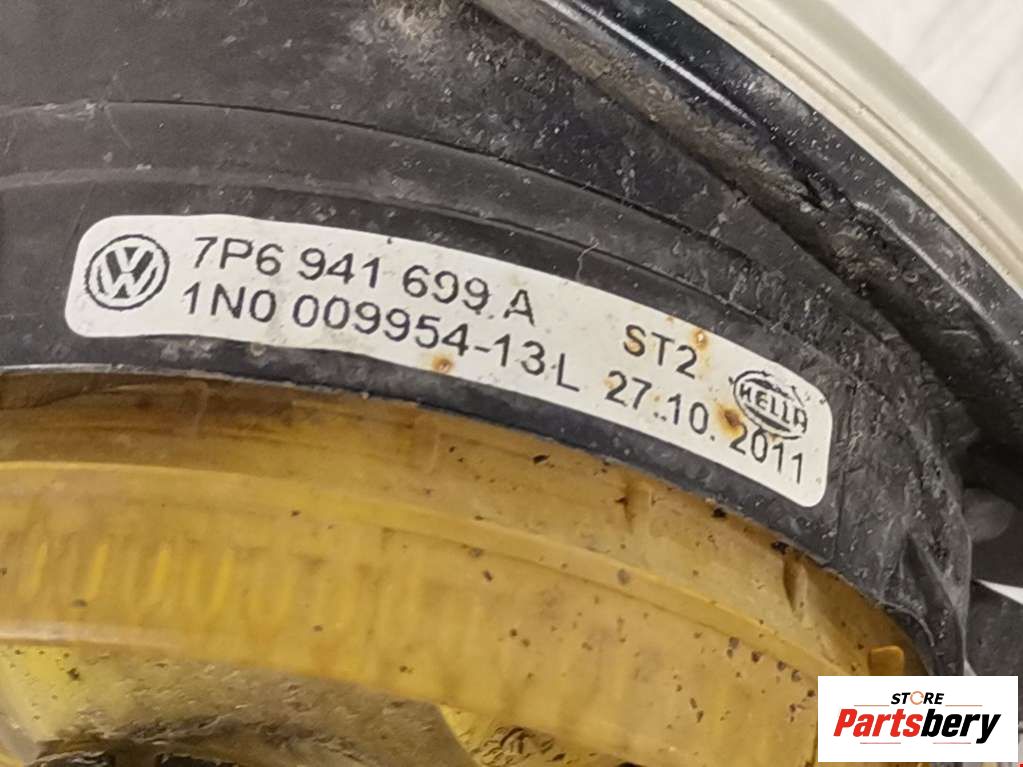 7P6 941 699 A
1N0 009954-13 L
ST2
27.10.2011
HELLA
STORE
Partsbery